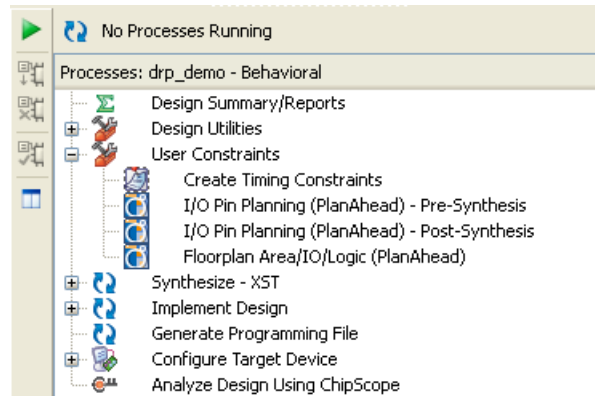 No Processes Running
Processes: drp_demo - Behavioral
Design Summary/Reports
Design Utilities
User Constraints
Create Timing Constraints
I/O Pin Planning (PlanAhead) - Pre-Synthesis
I/O Pin Planning (PlanAhead) - Post-Synthesis
Floorplan Area/IO/Logic (PlanAhead)
Synthesize - XST
Implement Design
Generate Programming File
Configure Target Device
Analyze Design Using ChipScope